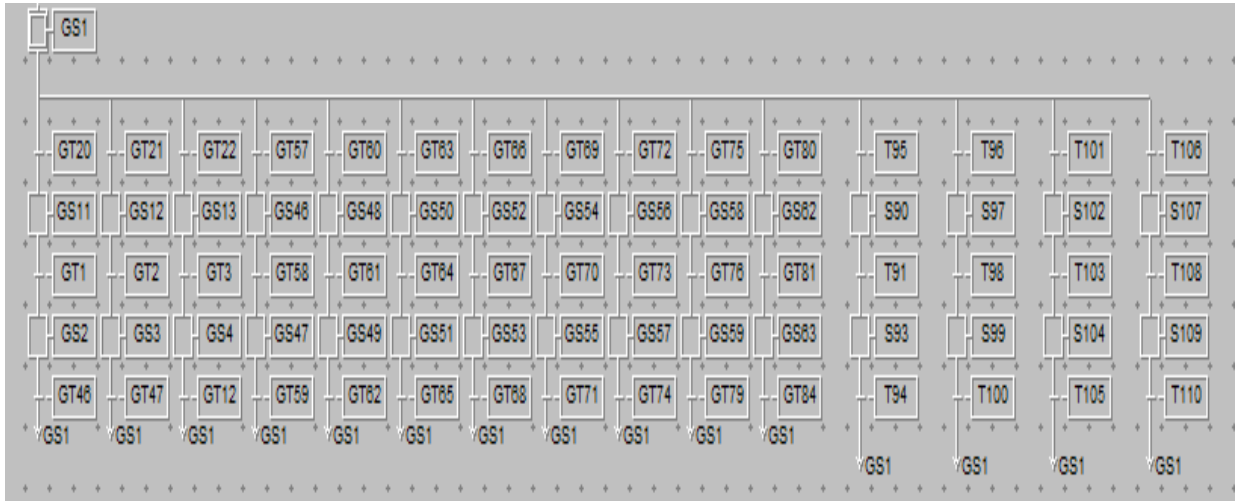 GS1
GT20 GT21 GT22 GT57 GT60 GT63 GT66 GT69 GT72 GT75 GT80 T95 T96 T101 T106
GS11 GS12 GS13 GS46 GS48 GS50 GS52 GS54 GS56 GS58 GS62 S90 S97 S102 S107
GT1 GT2 GT3 GT58 GT61 GT64 GT67 GT70 GT73 GT76 GT81 T91 T98 T103 T108
GS2 GS3 GS4 GS47 GS49 GS51 GS53 GS55 GS57 GS59 GS63 S93 S99 S104 S109
GT46 GT47 GT12 GT59 GT62 GT65 GT68 GT71 GT74 GT79 GT84 T94 T100 T105 T110
GS1 GS1 GS1 GS1 GS1 GS1 GS1 GS1 GS1 GS1 GS1
GS1 GS1 GS1 GS1